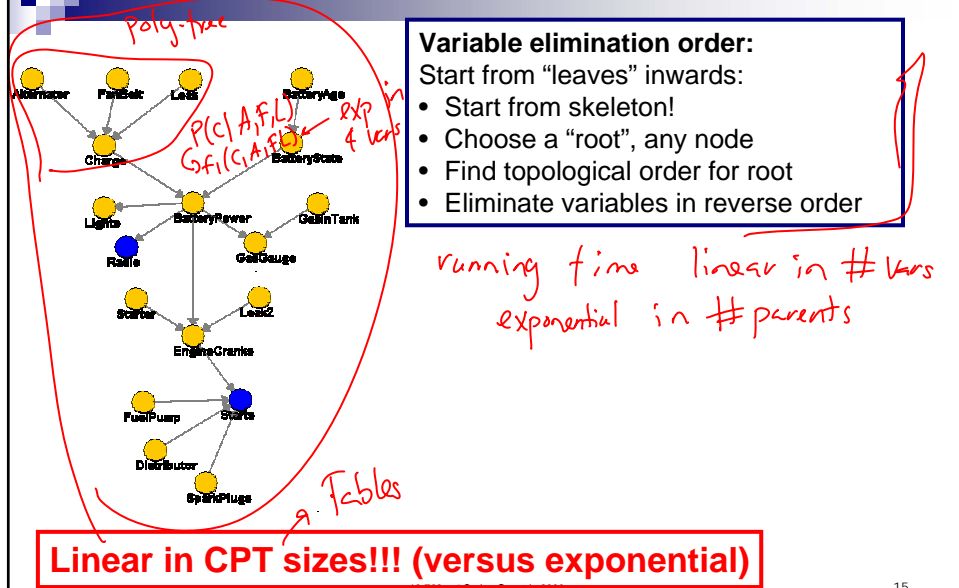 Poly-tree
Alternator
FanBelt
Leak
BatteryAge
P(C|A,F,L)
exp in
4 vars
↳f₁(C,A,F,L)
Charge
BatteryState
Lights
BatteryPower
GasInTank
Radio
GasGauge
Starter
Leak2
EngineCranks
FuelPump
Starts
Distributor
SparkPlugs
Tables
Variable elimination order:
Start from “leaves” inwards:
• Start from skeleton!
• Choose a “root”, any node
• Find topological order for root
• Eliminate variables in reverse order
running time linear in # vars
exponential in # parents
Linear in CPT sizes!!! (versus exponential)
15